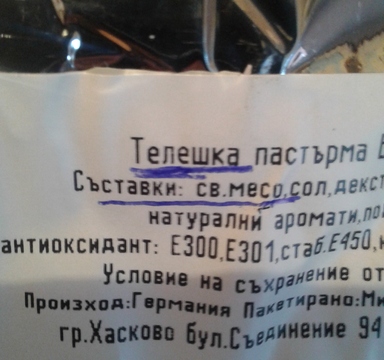 Телешка пастърма
Съставки: св.месо,сол,декст
натурални аромати,
антиоксидант: Е300,Е301,стаб.Е450,
Условие на съхранение от
Произход:Германия Пакетирано:Ми
гр.Хасково бул.Съединение 94